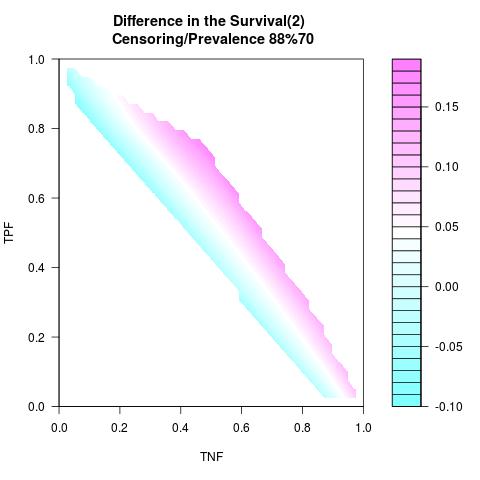 Difference in the Survival(2)
Censoring/Prevalence 88%70
1.0
0.8
0.6
0.4
0.2
0.0
TPF
0.0 0.2 0.4 0.6 0.8 1.0
TNF
0.15
0.10
0.05
0.00
-0.05
-0.10